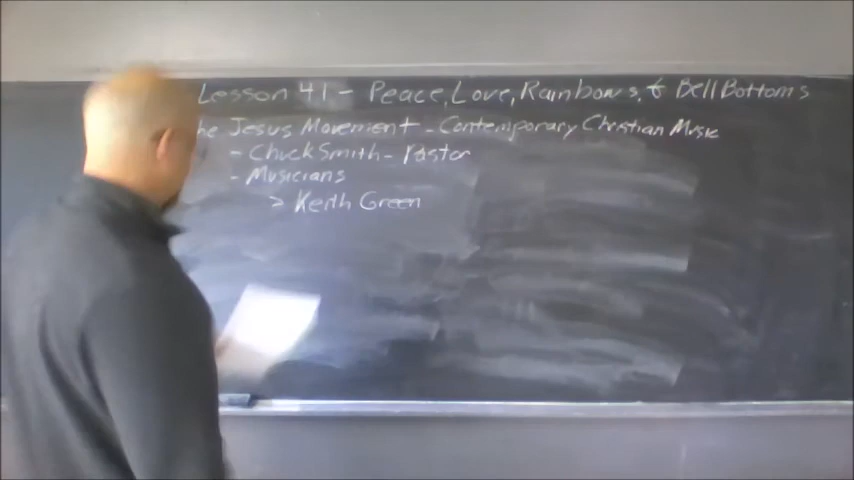 Lesson 41 - Peace, Love, Rainbows, & Bell Bottoms
he Jesus Movement - Contemporary Christian Music
- Chuck Smith - Pastor
- Musicians
> Keith Green